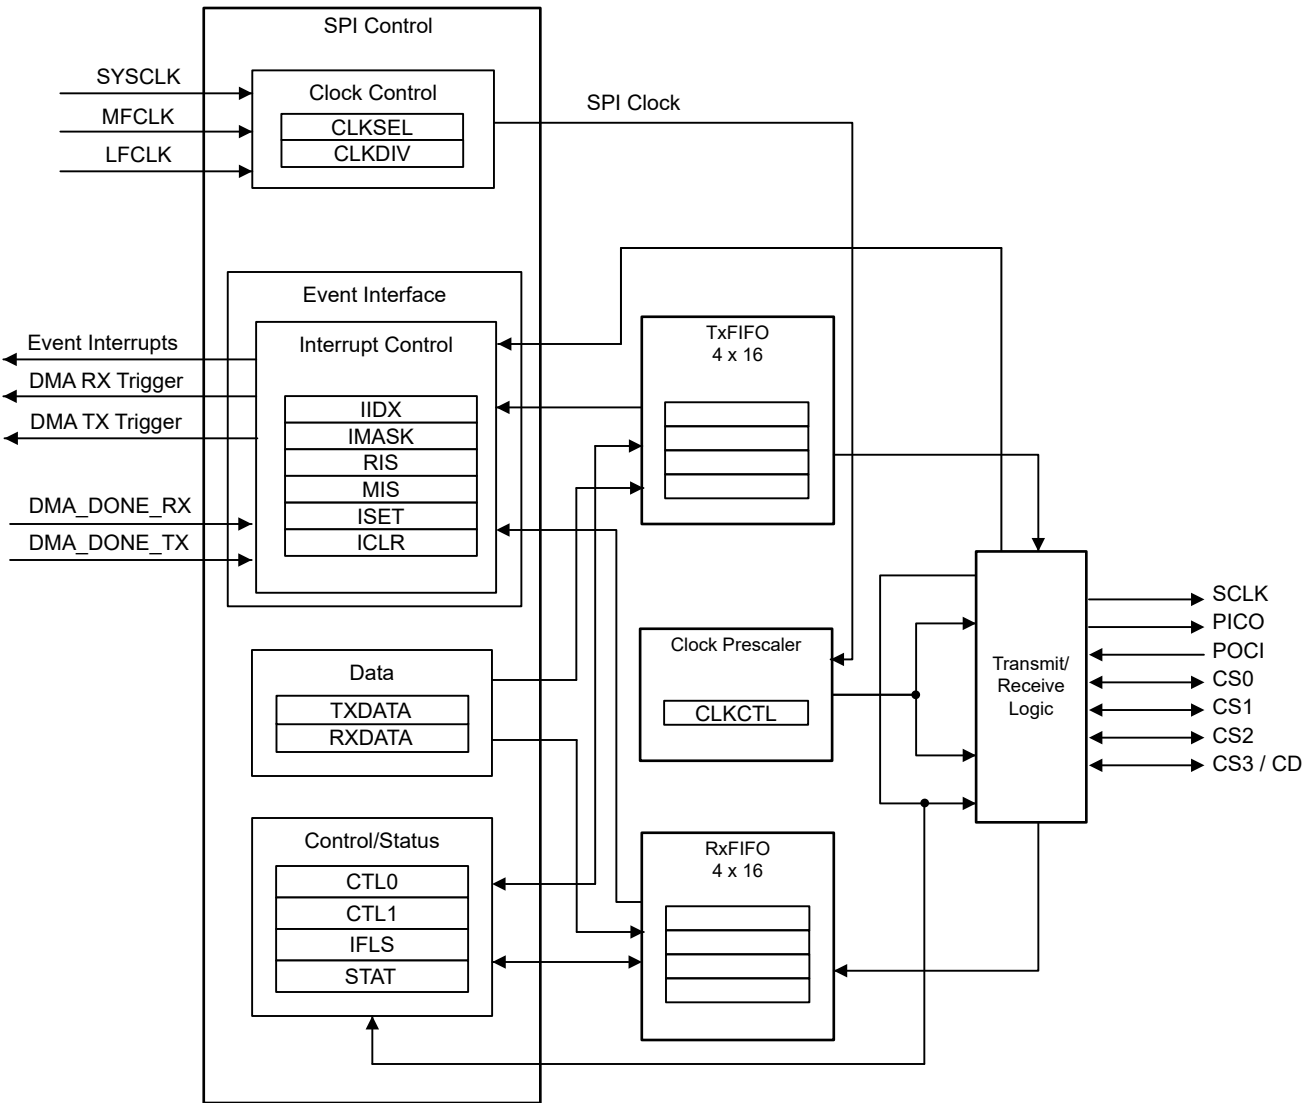 SPI Control
SYSCLK
MFCLK
LFCLK
Clock Control
CLKSEL
CLKDIV
SPI Clock
Event Interface
Interrupt Control
IIDX
IMASK
RIS
MIS
ISET
ICLR
Event Interrupts
DMA RX Trigger
DMA TX Trigger
DMA_DONE_RX
DMA_DONE_TX
TxFIFO
4 x 16
Data
TXDATA
RXDATA
Clock Prescaler
CLKCTL
Transmit/
Receive
Logic
SCLK
PICO
POCI
CS0
CS1
CS2
CS3 / CD
Control/Status
CTL0
CTL1
IFLS
STAT
RxFIFO
4 x 16